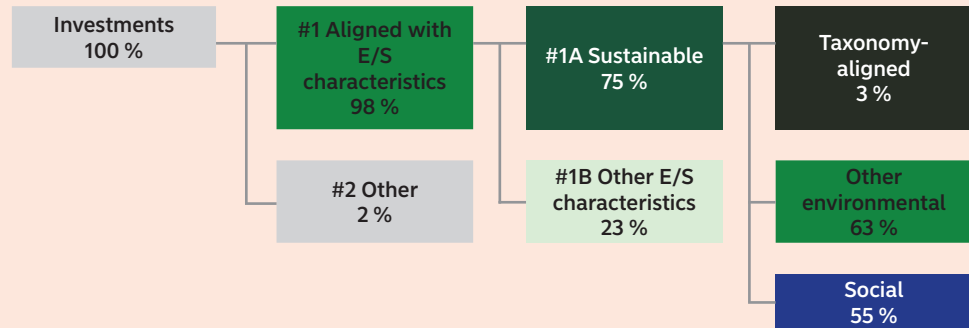 Investments
100 %
#1 Aligned with
E/S
characteristics
98 %
#1A Sustainable
75 %
Taxonomy-
aligned
3 %
#2 Other
2 %
#1B Other E/S
characteristics
23 %
Other
environmental
63 %
Social
55 %